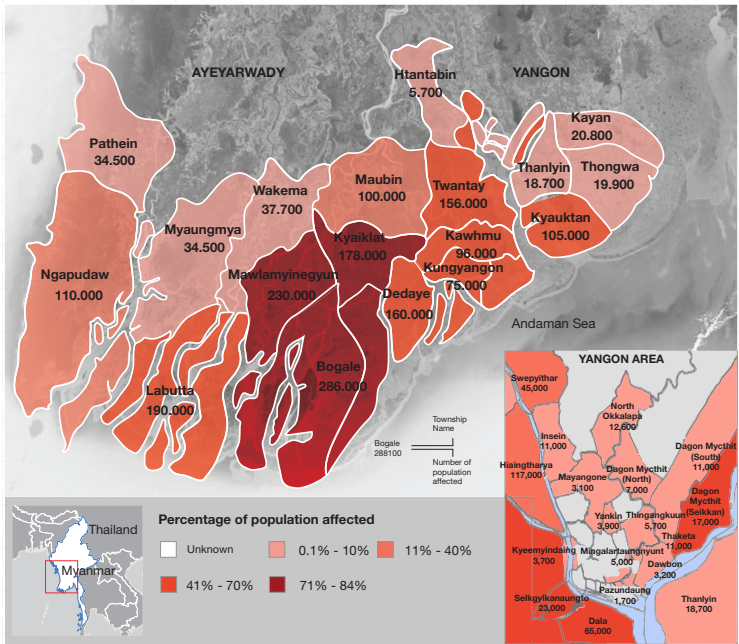 AYEYARWADY
YANGON
Htantabin
5.700
Pathein
34.500
Kayan
20.800
Thanlyin
18.700
Thongwa
19.900
Wakema
37.700
Maubin
100.000
Twantay
156.000
Kyauktan
105.000
Myaungmya
34.500
Kyaiklat
178.000
Kawhmu
96.000
Ngapudaw
110.000
Mawlamyinegyun
230.000
Kungyangon
75.000
Dedaye
160.000
Andaman Sea
Labutta
190.000
Bogale
286.000
Township
Name
Bogale
288100
Number of
population
affected
YANGON AREA
Swepyithar
45,000
North
Okkalapa
12,600
Insein
11,000
Dagon Mycthit
(South)
11,000
Hlaingtharya
117,000
Mayangone
3,100
Dagon Mycthit
(North)
7,000
Dagon
Mycthit
(Seikkan)
17,000
Yankin
3,900
Thingangkuun
5,700
Thaketa
11,000
Kyeemyindaing
3,700
Mingalartaungnyunt
5,000
Dawbon
3,200
Pazundaung
1,700
Selkgyikanaungto
23,000
Thanlyin
18,700
Dala
65,000
Thailand
Myanmar
Percentage of population affected
Unknown
0.1% - 10%
11% - 40%
41% - 70%
71% - 84%